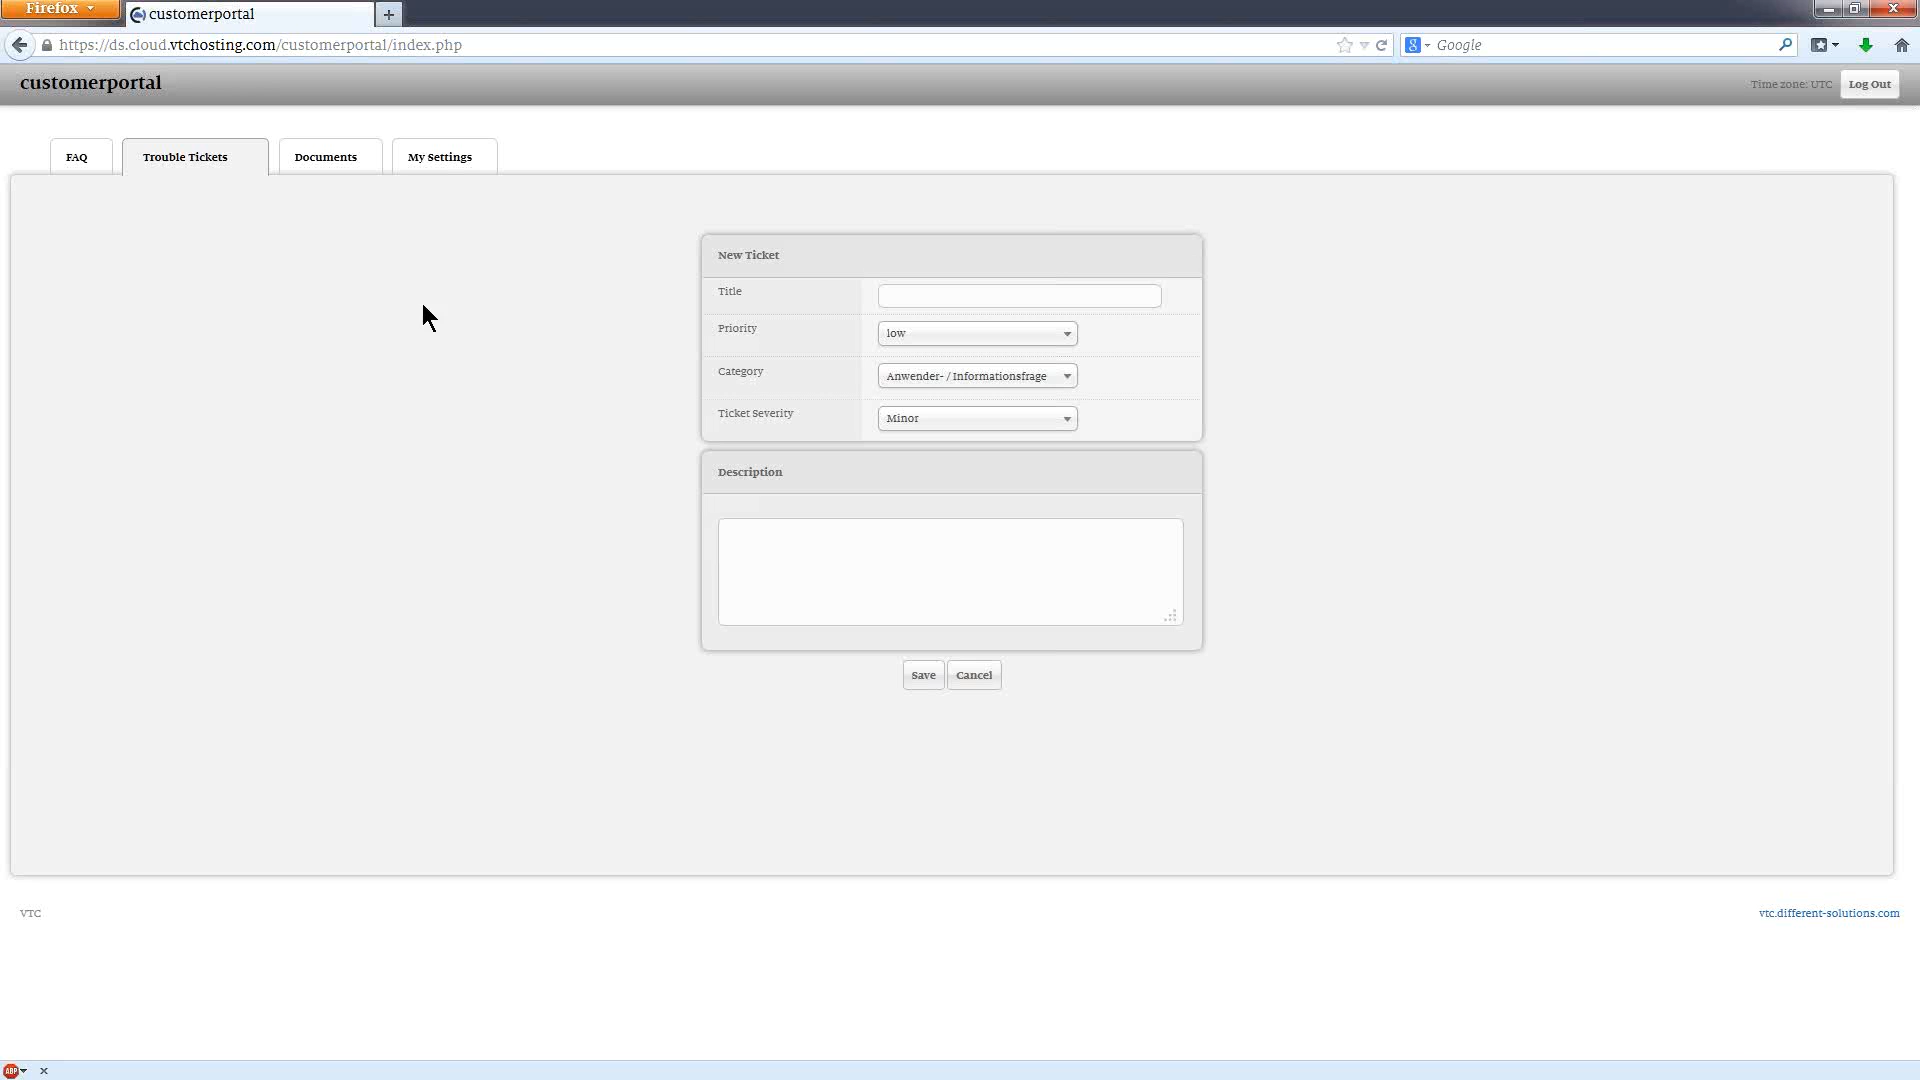 Firefox
customerportal
https://ds.cloud.vtchosting.com/customerportal/index.php
Google
customerportal
Time zone: UTC
Log Out
FAQ
Trouble Tickets
Documents
My Settings
New Ticket
Title
Priority
low
Category
Anwender- / Informationsfrage
Ticket Severity
Minor
Description
Save
Cancel
VTC
vtc.different-solutions.com
ABP